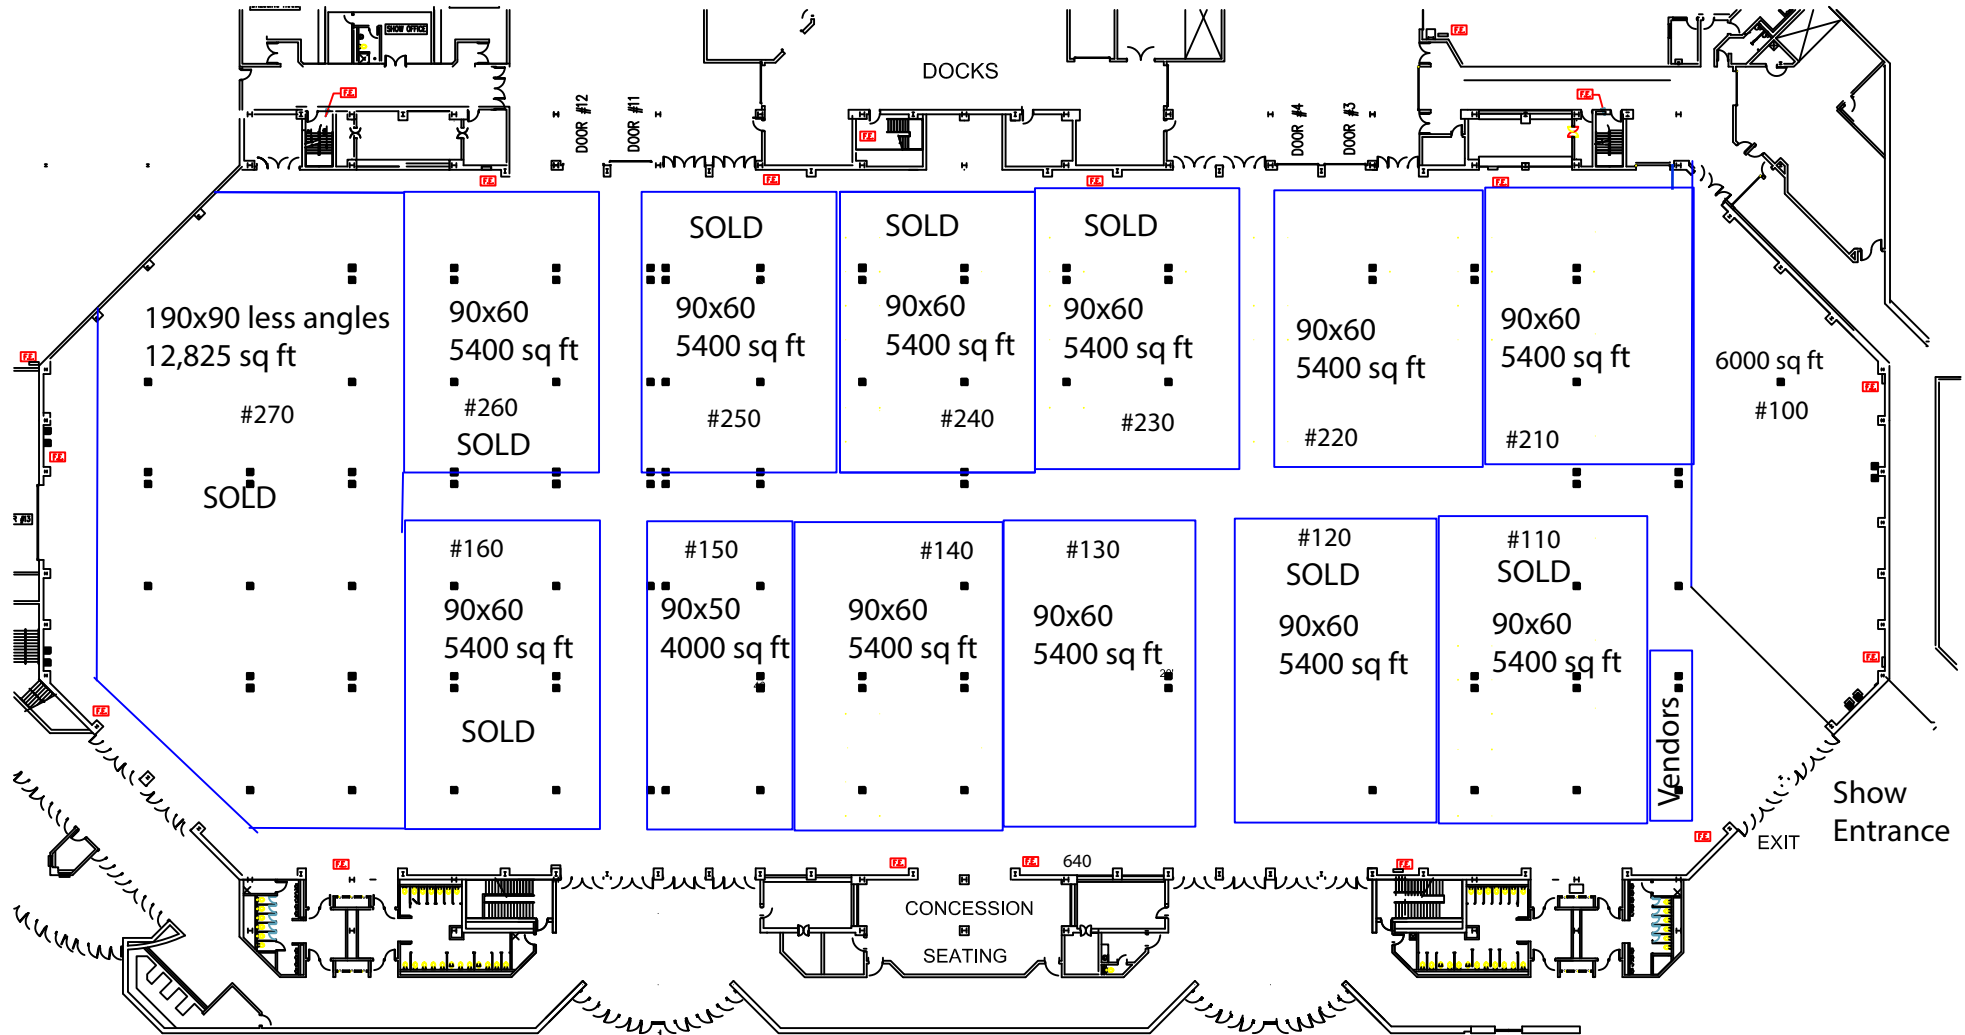 SHOW OFFICE
F.E.
DOCKS
F.E.
DOOR #12
DOOR #11
F.E.
DOOR #4
DOOR #3
F.E.
F.E.
F.E.
F.E.
F.E.
SOLD
SOLD
SOLD
190x90 less angles
12,825 sq ft
#270
SOLD
90x60
5400 sq ft
#260
SOLD
90x60
5400 sq ft
#250
90x60
5400 sq ft
#240
90x60
5400 sq ft
#230
90x60
5400 sq ft
#220
90x60
5400 sq ft
#210
6000 sq ft
#100
F.E.
F.E.
F.E.
#160
90x60
5400 sq ft
SOLD
#150
90x50
4000 sq ft
#140
90x60
5400 sq ft
#130
90x60
5400 sq ft
#120
SOLD
90x60
5400 sq ft
#110
SOLD
90x60
5400 sq ft
Vendors
F.E.
F.E.
Show
Entrance
EXIT
F.E.
F.E.
F.E.
F.E.
640
F.E.
CONCESSION
SEATING